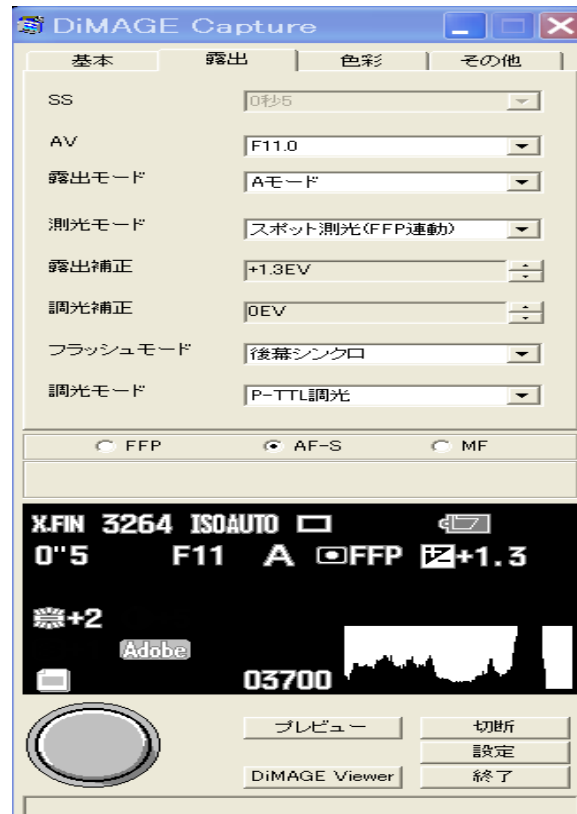 DiMAGE Capture
基本 露出 色彩 その他
SS 0秒5
AV F11.0
露出モード Aモード
測光モード スポット測光(FFP連動)
露出補正 +1.3EV
調光補正 0EV
フラッシュモード 後幕シンクロ
調光モード P-TTL調光
FFP AF-S MF
X.FIN 3264 ISOAUTO
0"5 F11 A FFP +1.3
+2
Adobe
03700
プレビュー 切断
設定
DiMAGE Viewer 終了